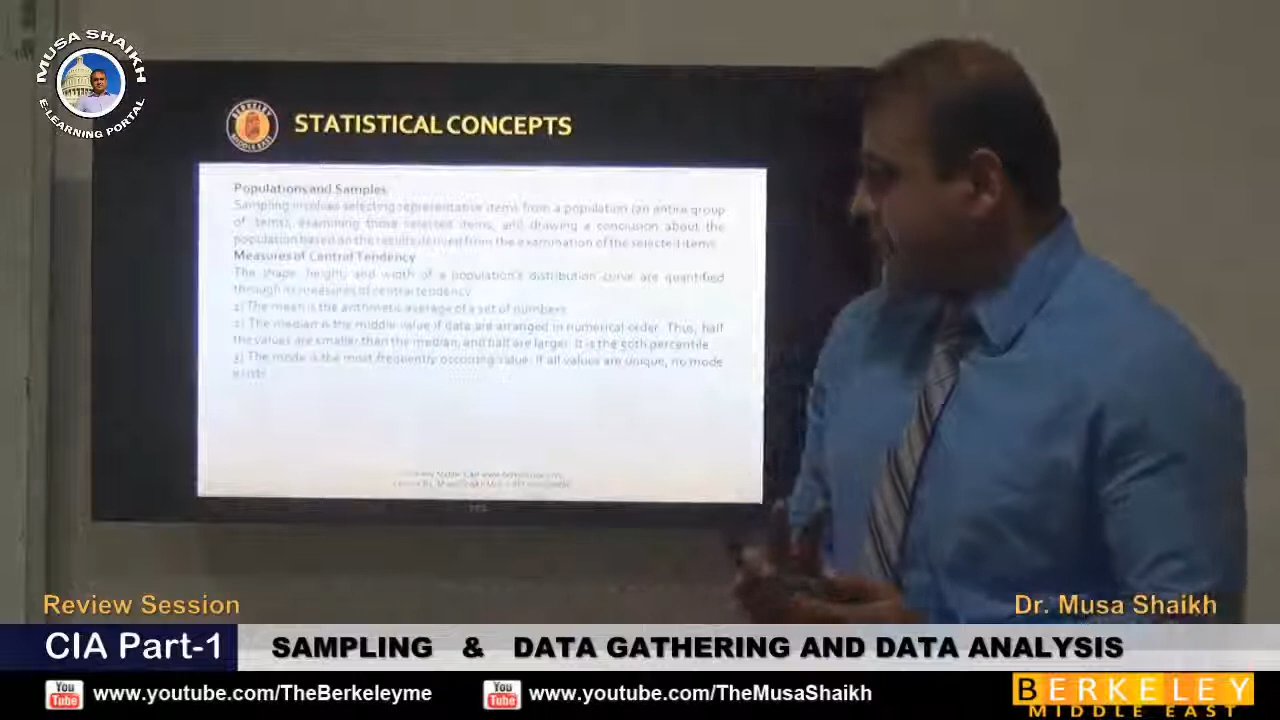 MUSA SHAIKH
E-LEARNING PORTAL
BERKELEY
MIDDLE EAST
STATISTICAL CONCEPTS
Populations and Samples
Sampling involves selecting representative items from a population (an entire group
of items), examining those selected items, and drawing a conclusion about the
population based on the results derived from the examination of the selected items.
Measures of Central Tendency
The shape, height, and width of a population's distribution curve are quantified
through its measures of central tendency.
1) The mean is the arithmetic average of a set of numbers.
2) The median is the middle value if data are arranged in numerical order. Thus, half
the values are smaller than the median, and half are larger. It is the 50th percentile.
3) The mode is the most frequently occurring value. If all values are unique, no mode
exists.
Review Session
Dr. Musa Shaikh
CIA Part-1
SAMPLING & DATA GATHERING AND DATA ANALYSIS
You Tube www.youtube.com/TheBerkeleyme
You Tube www.youtube.com/TheMusaShaikh
BERKELEY
MIDDLE EAST